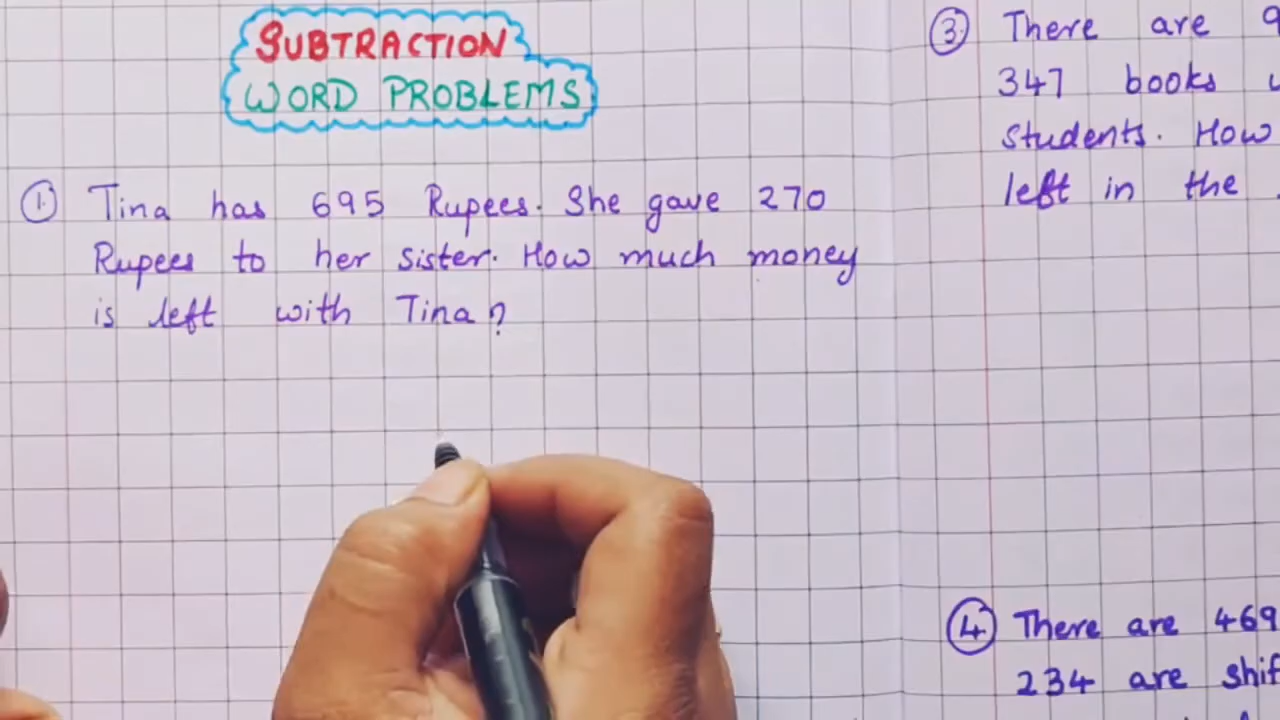 SUBTRACTION
WORD PROBLEMS
1. Tina has 695 Rupees. She gave 270
Rupees to her sister. How much money
is left with Tina?
3. There are 9
347 books
students. How
left in the
4. There are 469
234 are shif